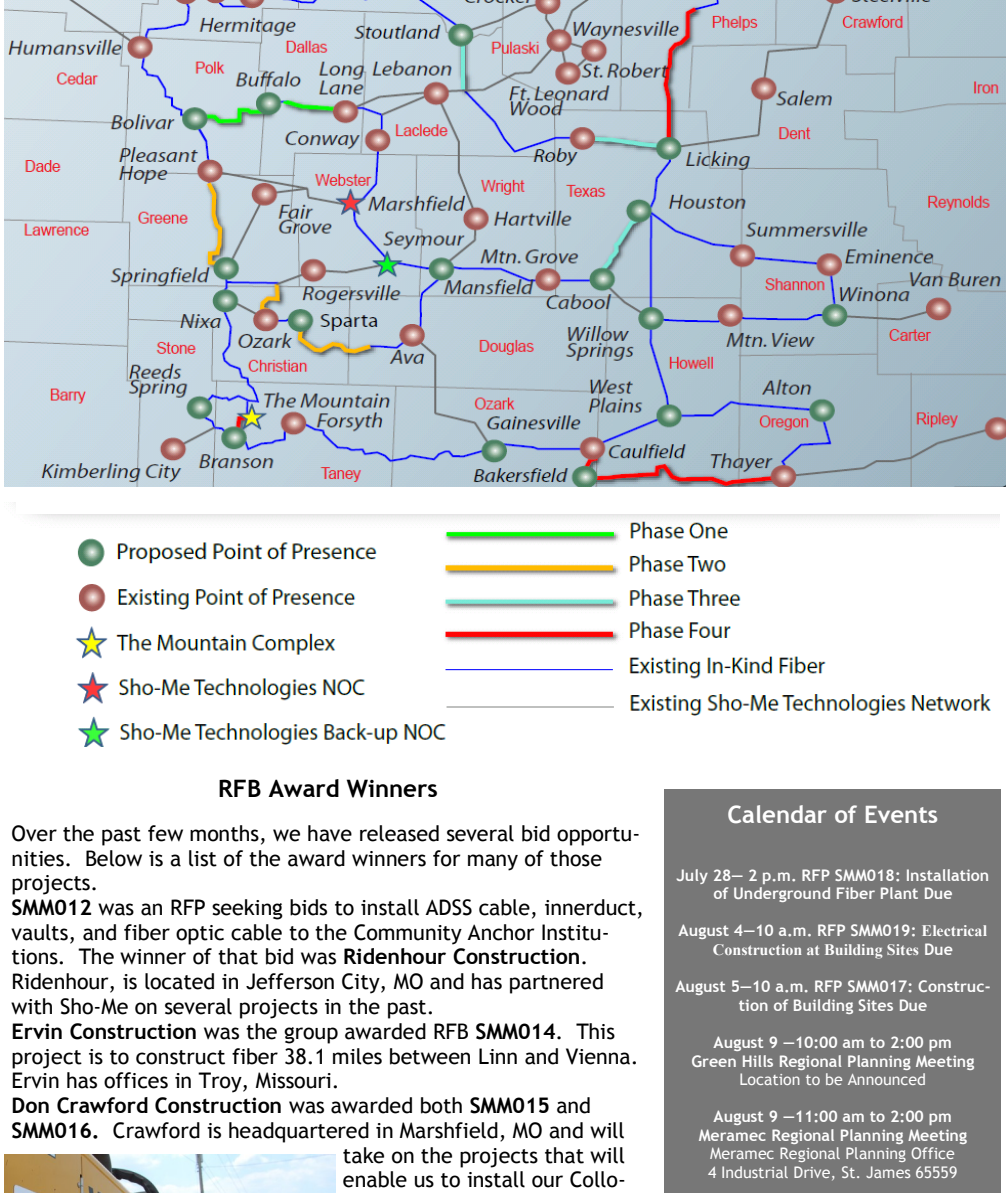 Crocker
Hermitage
Stoutland
Phelps
Crawford
Humansville
Dallas
Pulaski
Waynesville
Cedar
Polk
Buffalo
Long
Lane
Lebanon
St. Robert
Ft. Leonard
Wood
Salem
Iron
Bolivar
Conway
Laclede
Dent
Pleasant
Hope
Roby
Licking
Dade
Webster
Marshfield
Wright
Texas
Houston
Reynolds
Greene
Fair
Grove
Hartville
Lawrence
Seymour
Summersville
Mtn. Grove
Eminence
Springfield
Rogersville
Mansfield
Cabool
Shannon
Van Buren
Winona
Nixa
Ozark
Sparta
Ava
Douglas
Willow
Springs
Mtn. View
Carter
Stone
Christian
Howell
Reeds
Spring
West
Plains
Alton
Barry
The Mountain
Forsyth
Ozark
Gainesville
Oregon
Ripley
Kimberling City
Branson
Taney
Bakersfield
Caulfield
Thayer
Proposed Point of Presence
Existing Point of Presence
The Mountain Complex
Sho-Me Technologies NOC
Sho-Me Technologies Back-up NOC
Phase One
Phase Two
Phase Three
Phase Four
Existing In-Kind Fiber
Existing Sho-Me Technologies Network
RFB Award Winners
Over the past few months, we have released several bid opportu-
nities.  Below is a list of the award winners for many of those
projects.
SMM012 was an RFP seeking bids to install ADSS cable, innerduct,
vaults, and fiber optic cable to the Community Anchor Institu-
tions.  The winner of that bid was Ridenhour Construction.
Ridenhour, is located in Jefferson City, MO and has partnered
with Sho-Me on several projects in the past.
Ervin Construction was the group awarded RFB SMM014.  This
project is to construct fiber 38.1 miles between Linn and Vienna.
Ervin has offices in Troy, Missouri.
Don Crawford Construction was awarded both SMM015 and
SMM016.  Crawford is headquartered in Marshfield, MO and will
take on the projects that will
enable us to install our Collo-
Calendar of Events
July 28— 2 p.m. RFP SMM018: Installation
of Underground Fiber Plant Due
August 4—10 a.m. RFP SMM019: Electrical
Construction at Building Sites Due
August 5—10 a.m. RFP SMM017: Construc-
tion of Building Sites Due
August 9 —10:00 am to 2:00 pm
Green Hills Regional Planning Meeting
Location to be Announced
August 9 —11:00 am to 2:00 pm
Meramec Regional Planning Meeting
Meramec Regional Planning Office
4 Industrial Drive, St. James 65559